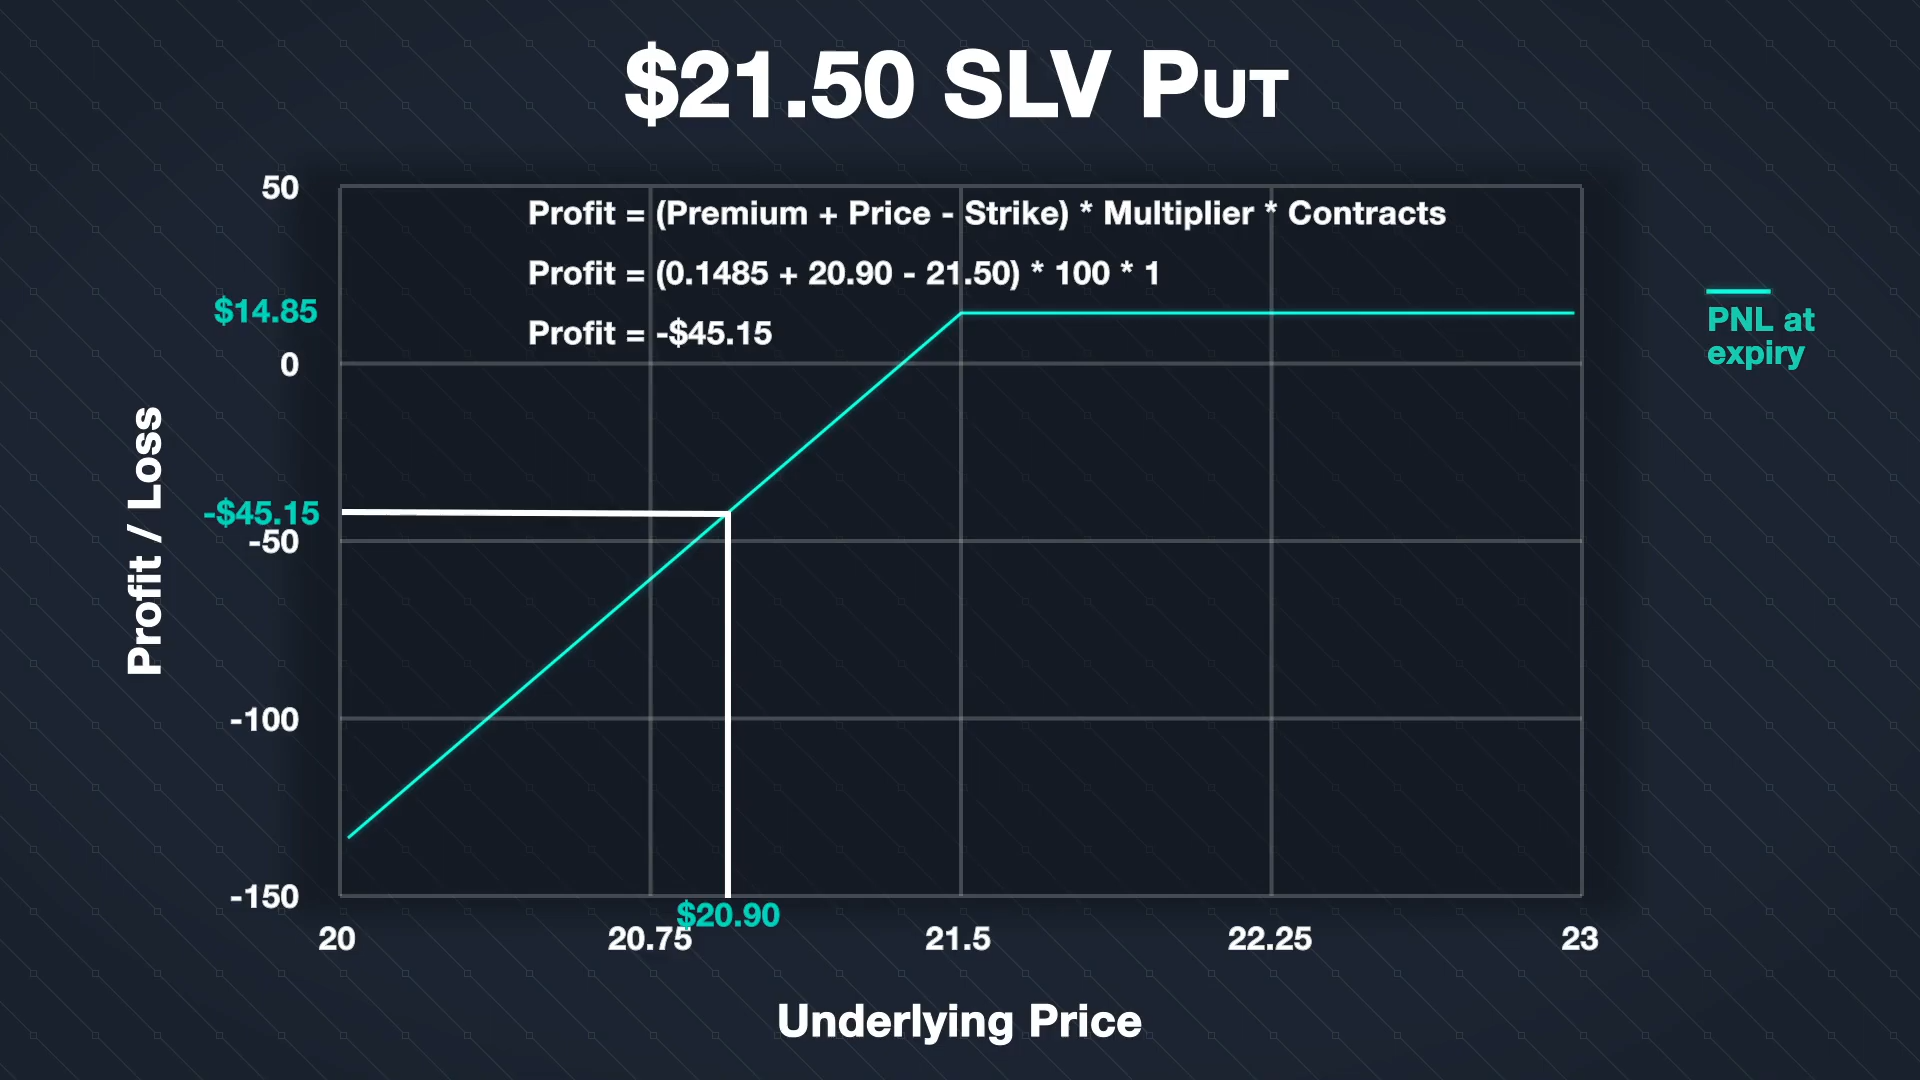 $21.50 SLV PUT
50
Profit = (Premium + Price - Strike) * Multiplier * Contracts
Profit = (0.1485 + 20.90 - 21.50) * 100 * 1
$14.85
Profit = -$45.15
0
PNL at
expiry
Profit / Loss
-$45.15
-50
-100
-150
$20.90
20
20.75
21.5
22.25
23
Underlying Price